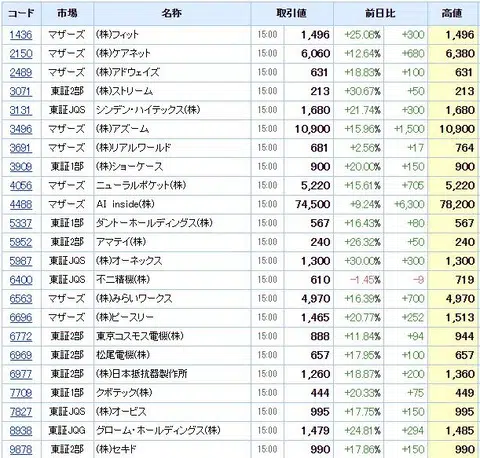 コード 市場 名称 取引値 前日比 高値
1436 マザーズ (株)フィット 15:00 1,496 +25.08% +300 1,496
2150 マザーズ (株)ケアネット 15:00 6,060 +12.64% +680 6,380
2489 マザーズ (株)アドウェイズ 15:00 631 +18.83% +100 631
3071 東証2部 (株)ストリーム 15:00 213 +30.67% +50 213
3131 東証JQS シンデン・ハイテックス(株) 15:00 1,680 +21.74% +300 1,680
3496 マザーズ (株)アズーム 15:00 10,900 +15.96% +1,500 10,900
3691 マザーズ (株)リアルワールド 15:00 681 +2.56% +17 764
3909 東証1部 (株)ショーケース 15:00 900 +20.00% +150 900
4056 マザーズ ニューラルポケット(株) 15:00 5,220 +15.61% +705 5,220
4488 マザーズ AI inside(株) 15:00 74,500 +9.24% +6,300 78,200
5337 東証1部 ダントーホールディングス(株) 15:00 567 +16.43% +80 567
5952 東証2部 アマテイ(株) 15:00 240 +26.32% +50 240
5987 東証JQS (株)オーネックス 15:00 1,300 +30.00% +300 1,300
6400 東証JQS 不二精機(株) 15:00 610 -1.45% -9 719
6563 マザーズ (株)みらいワークス 15:00 4,970 +16.39% +700 4,970
6696 マザーズ (株)ピースリー 15:00 1,465 +20.77% +252 1,513
6772 東証2部 東京コスモス電機(株) 15:00 888 +11.84% +94 944
6969 東証2部 松尾電機(株) 15:00 657 +17.95% +100 657
6977 東証2部 (株)日本抵抗器製作所 15:00 1,260 +18.87% +200 1,360
7709 東証1部 クボテック(株) 15:00 444 +20.33% +75 449
7827 東証JQS (株)オービス 15:00 995 +17.75% +150 995
8938 東証JQG グローム・ホールディングス(株) 15:00 1,479 +24.81% +294 1,485
9878 東証2部 (株)セキド 15:00 990 +17.86% +150 990